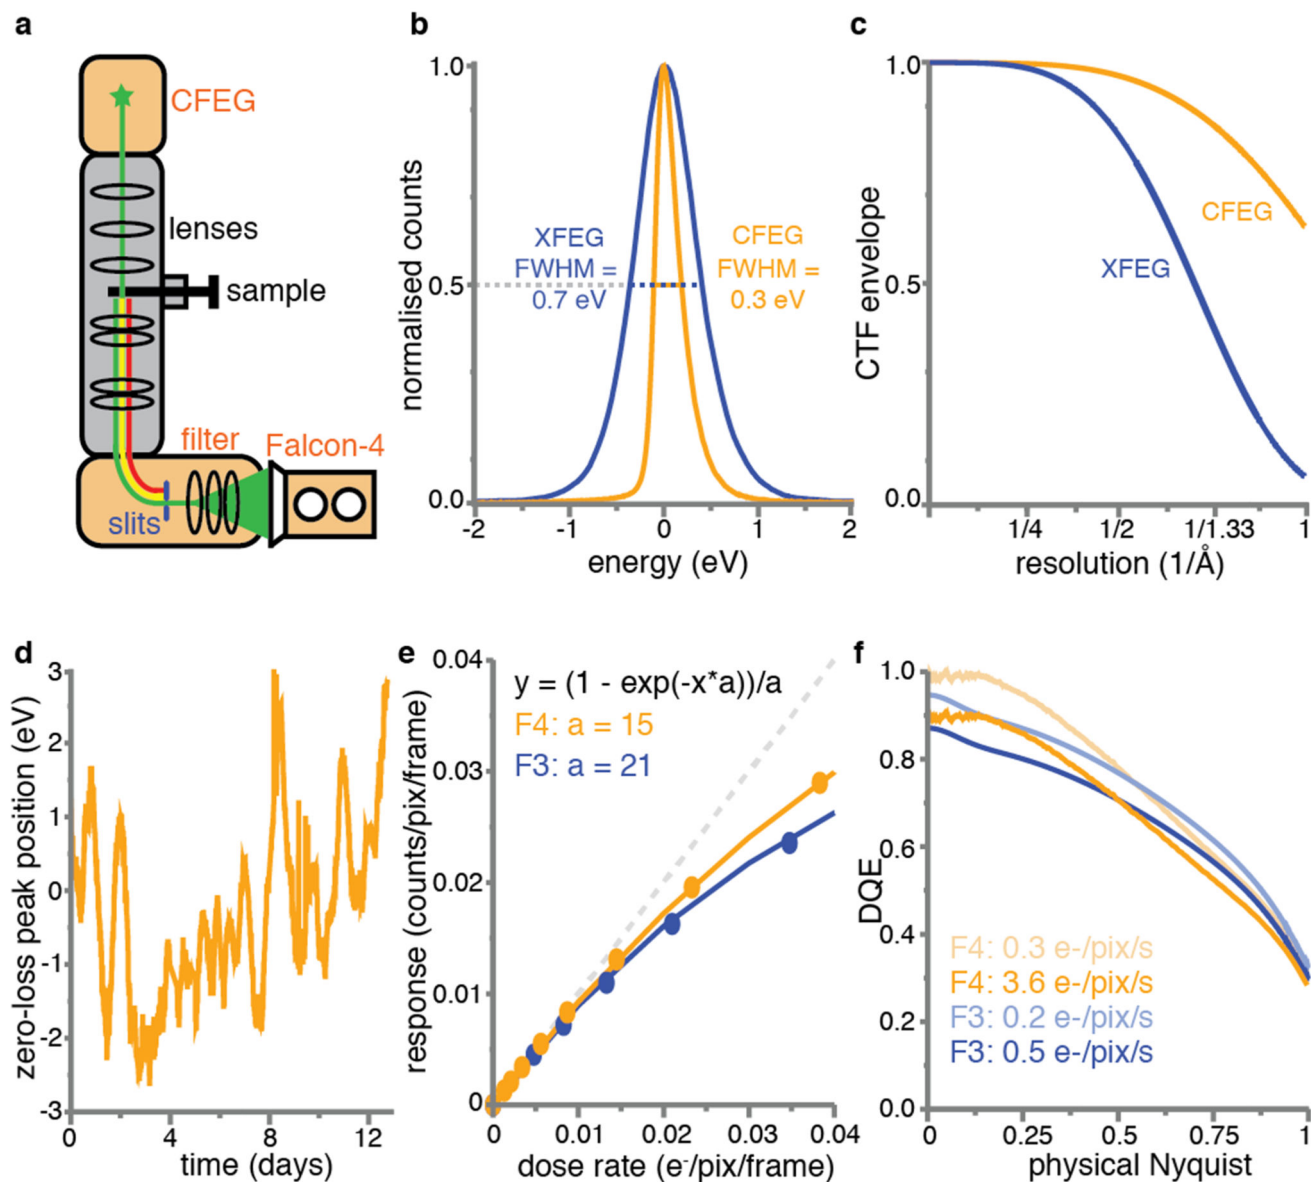 a
CFEG
lenses
sample
filter
Falcon-4
slits
b
normalised counts
1.0
0.5
0.0
XFEG
FWHM =
0.7 eV
CFEG
FWHM =
0.3 eV
-2 -1 0 1 2
energy (eV)
c
CTF envelope
1.0
0.5
0.0
CFEG
XFEG
1/4 1/2 1/1.33 1
resolution (1/Å)
d
zero-loss peak position (eV)
3
2
1
0
-1
-2
-3
0 4 8 12
time (days)
e
response (counts/pix/frame)
0.04
0.03
0.02
0.01
0
y = (1 - exp(-x*a))/a
F4: a = 15
F3: a = 21
0 0.01 0.02 0.03 0.04
dose rate (e⁻/pix/frame)
f
DQE
1.0
0.8
0.6
0.4
0.2
0.0
F4: 0.3 e-/pix/s
F4: 3.6 e-/pix/s
F3: 0.2 e-/pix/s
F3: 0.5 e-/pix/s
0 0.25 0.5 0.75 1
physical Nyquist